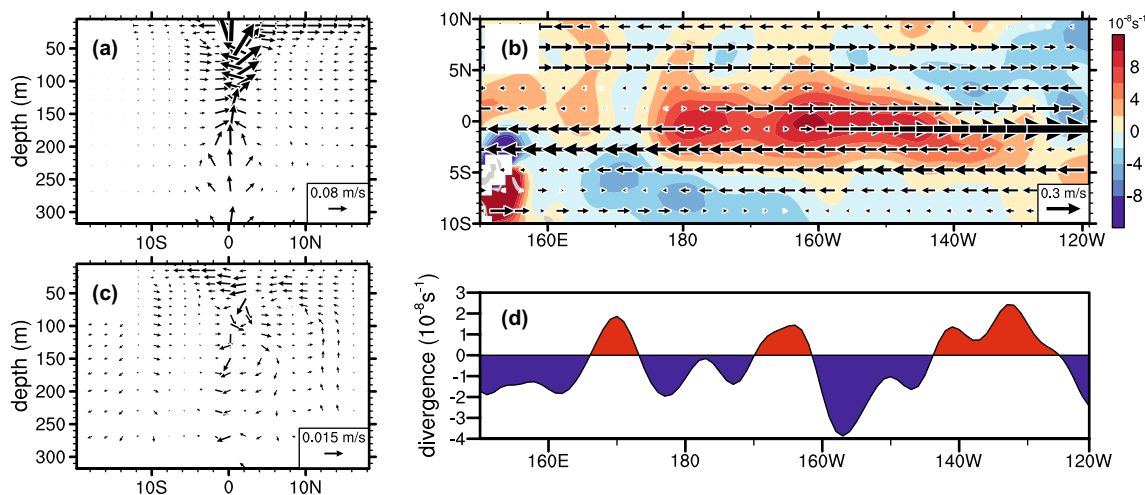 (a)
depth (m)
50
100
150
200
250
300
0.08 m/s
10S
0
10N
(b)
10N
5N
0
5S
10S
0.3 m/s
160E
180
160W
140W
120W
10⁻⁸s⁻¹
8
4
0
-4
-8
(c)
depth (m)
50
100
150
200
250
300
0.015 m/s
10S
0
10N
(d)
divergence (10⁻⁸s⁻¹)
3
2
1
0
-1
-2
-3
-4
160E
180
160W
140W
120W